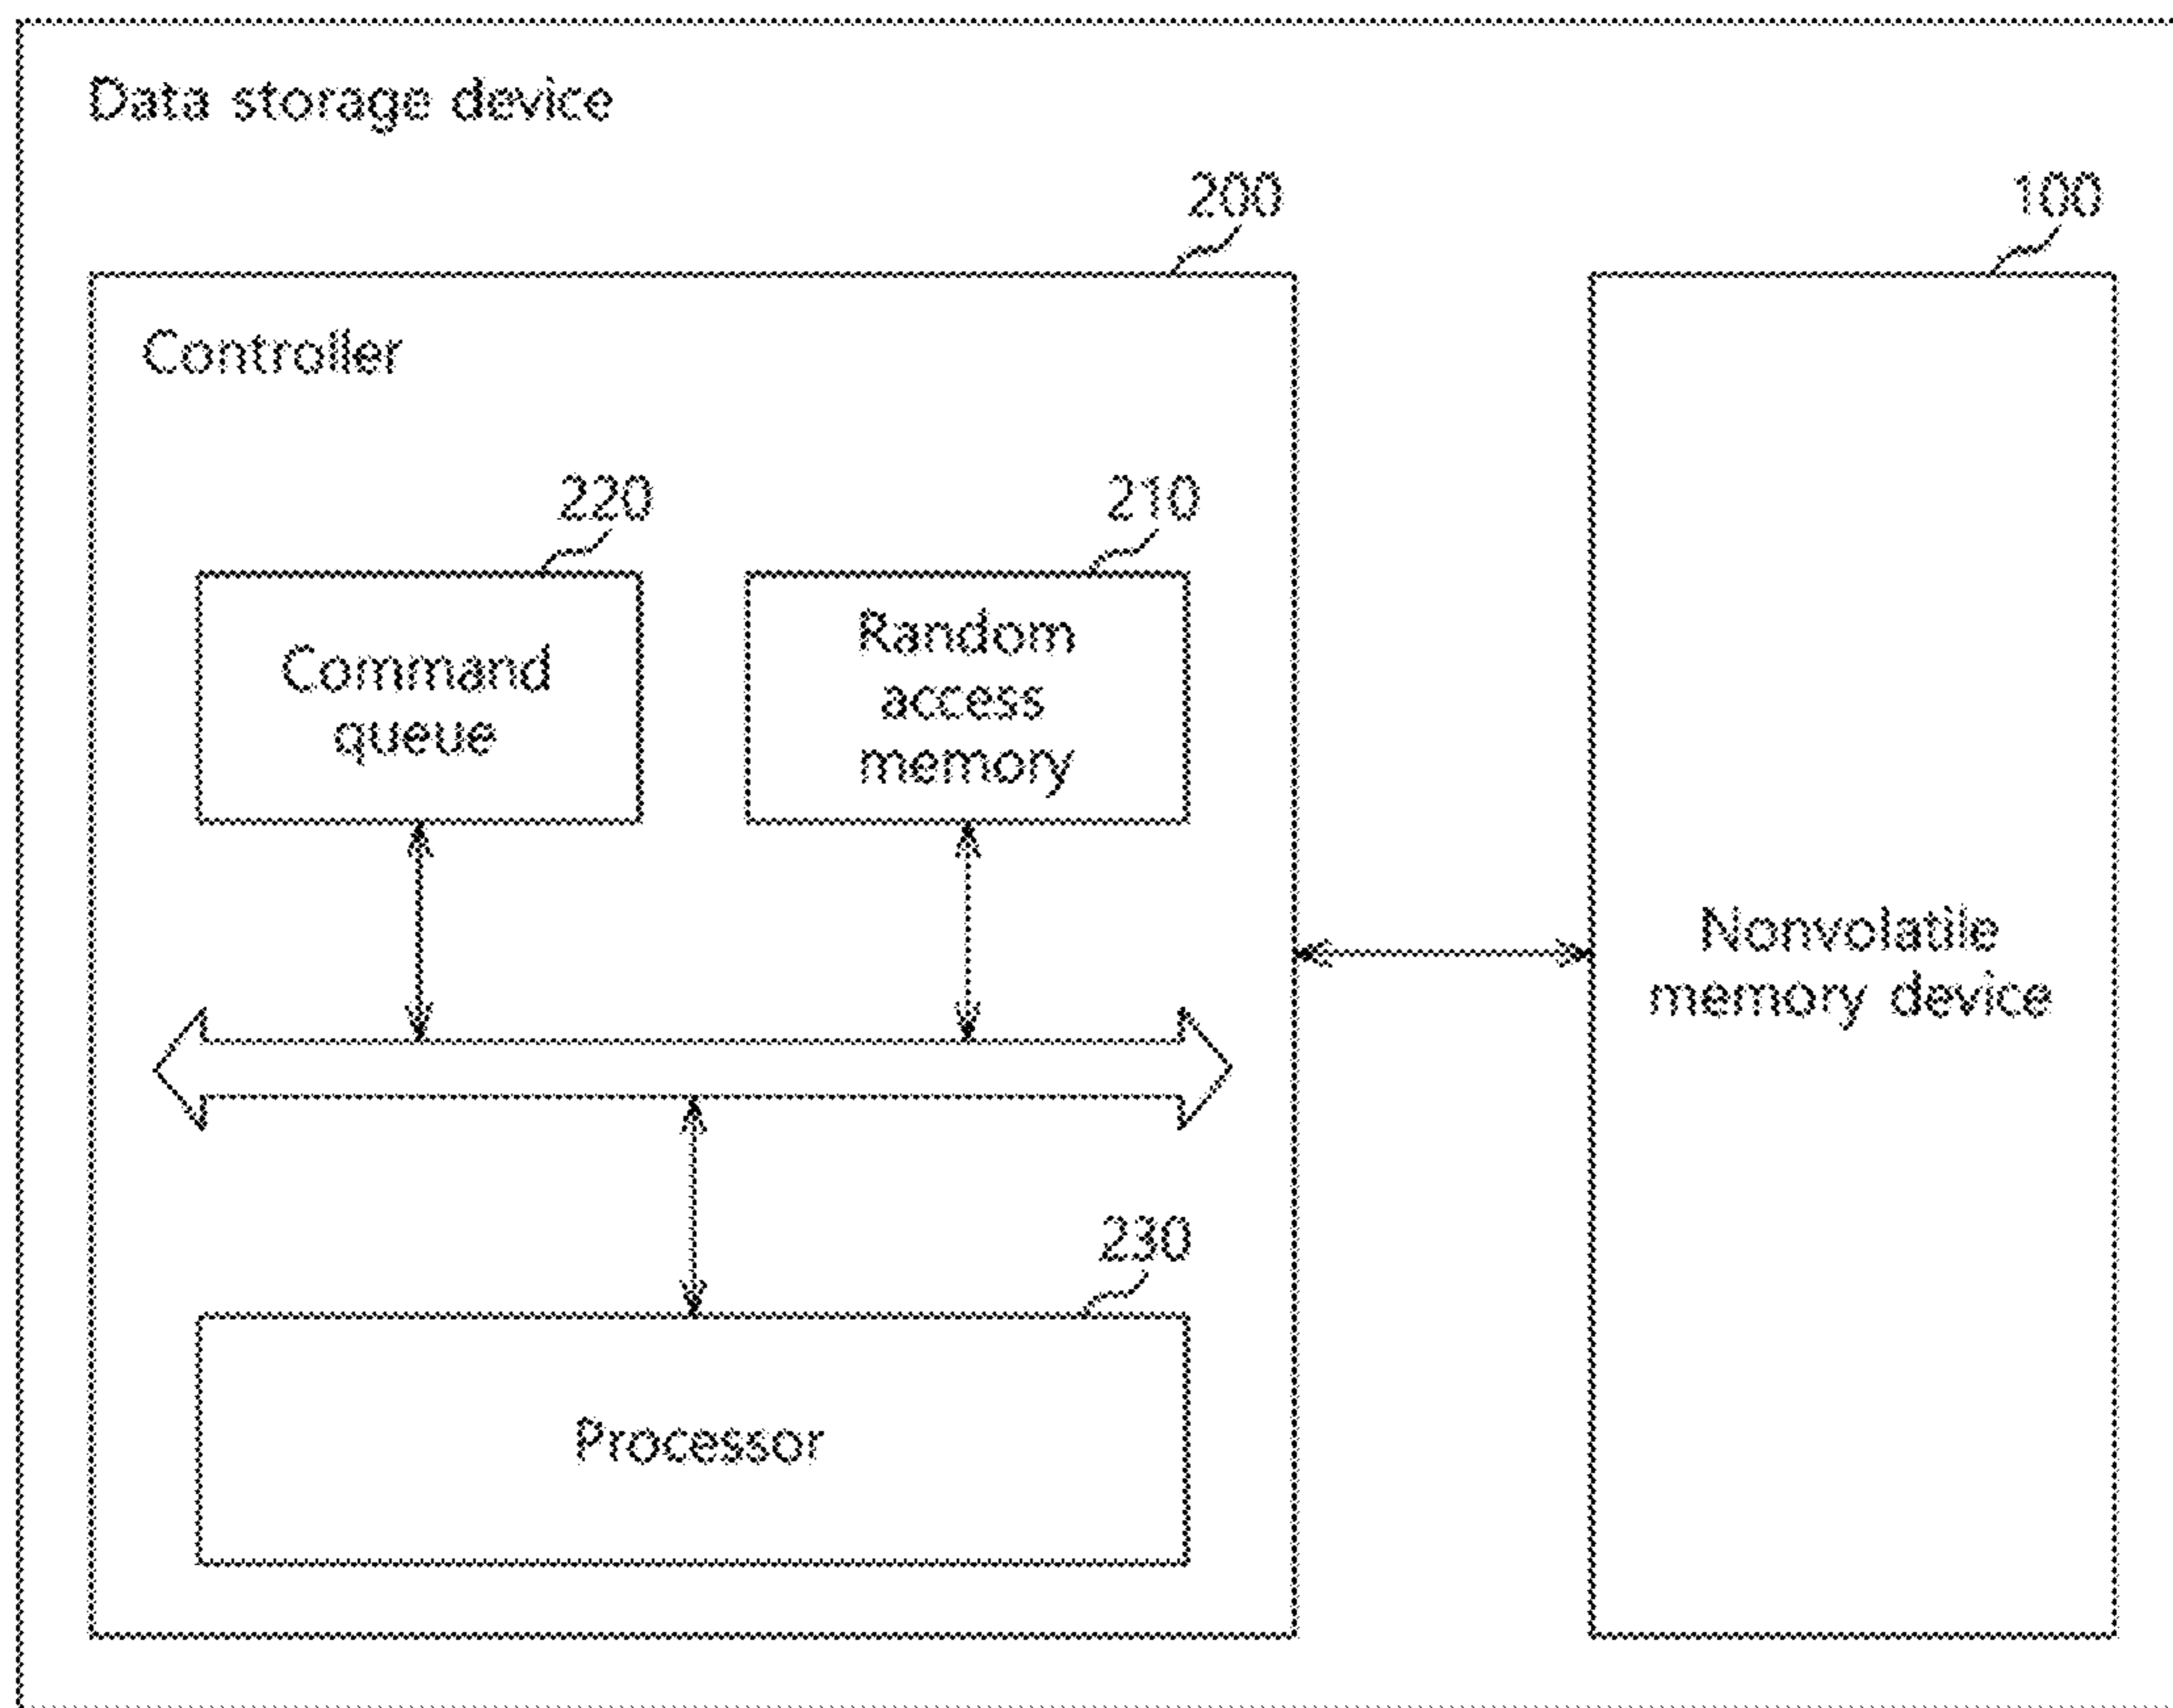 Data storage device
200
100
Controller
220
210
Command
queue
Random
access
memory
Nonvolatile
memory device
230
Processor